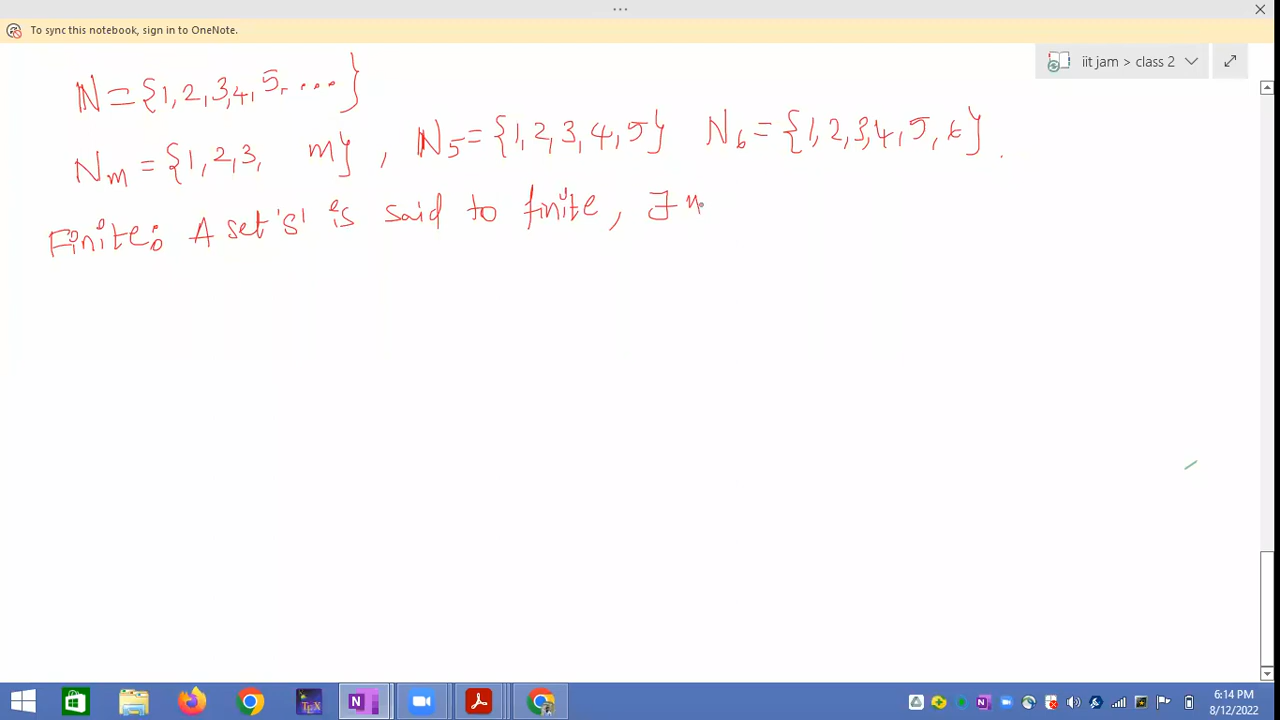 To sync this notebook, sign in to OneNote.
iit jam > class 2
N={1,2,3,4,5,...}
Nm={1,2,3, m}, N5={1,2,3,4,5} N6={1,2,3,4,5,6}.
Finite: A set 's' is said to finite, ∃ n
6:14 PM
8/12/2022